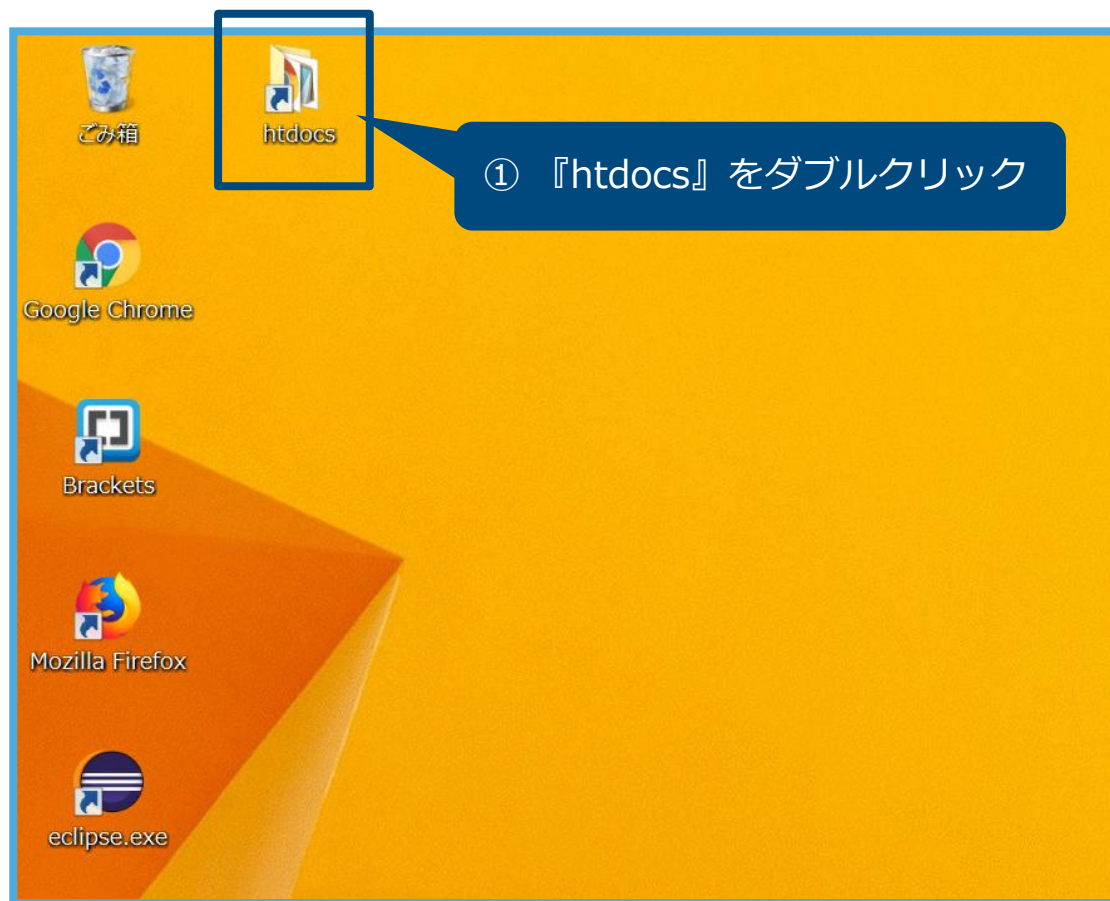 ごみ箱
htdocs
① 『htdocs』をダブルクリック
Google Chrome
Brackets
Mozilla Firefox
eclipse.exe